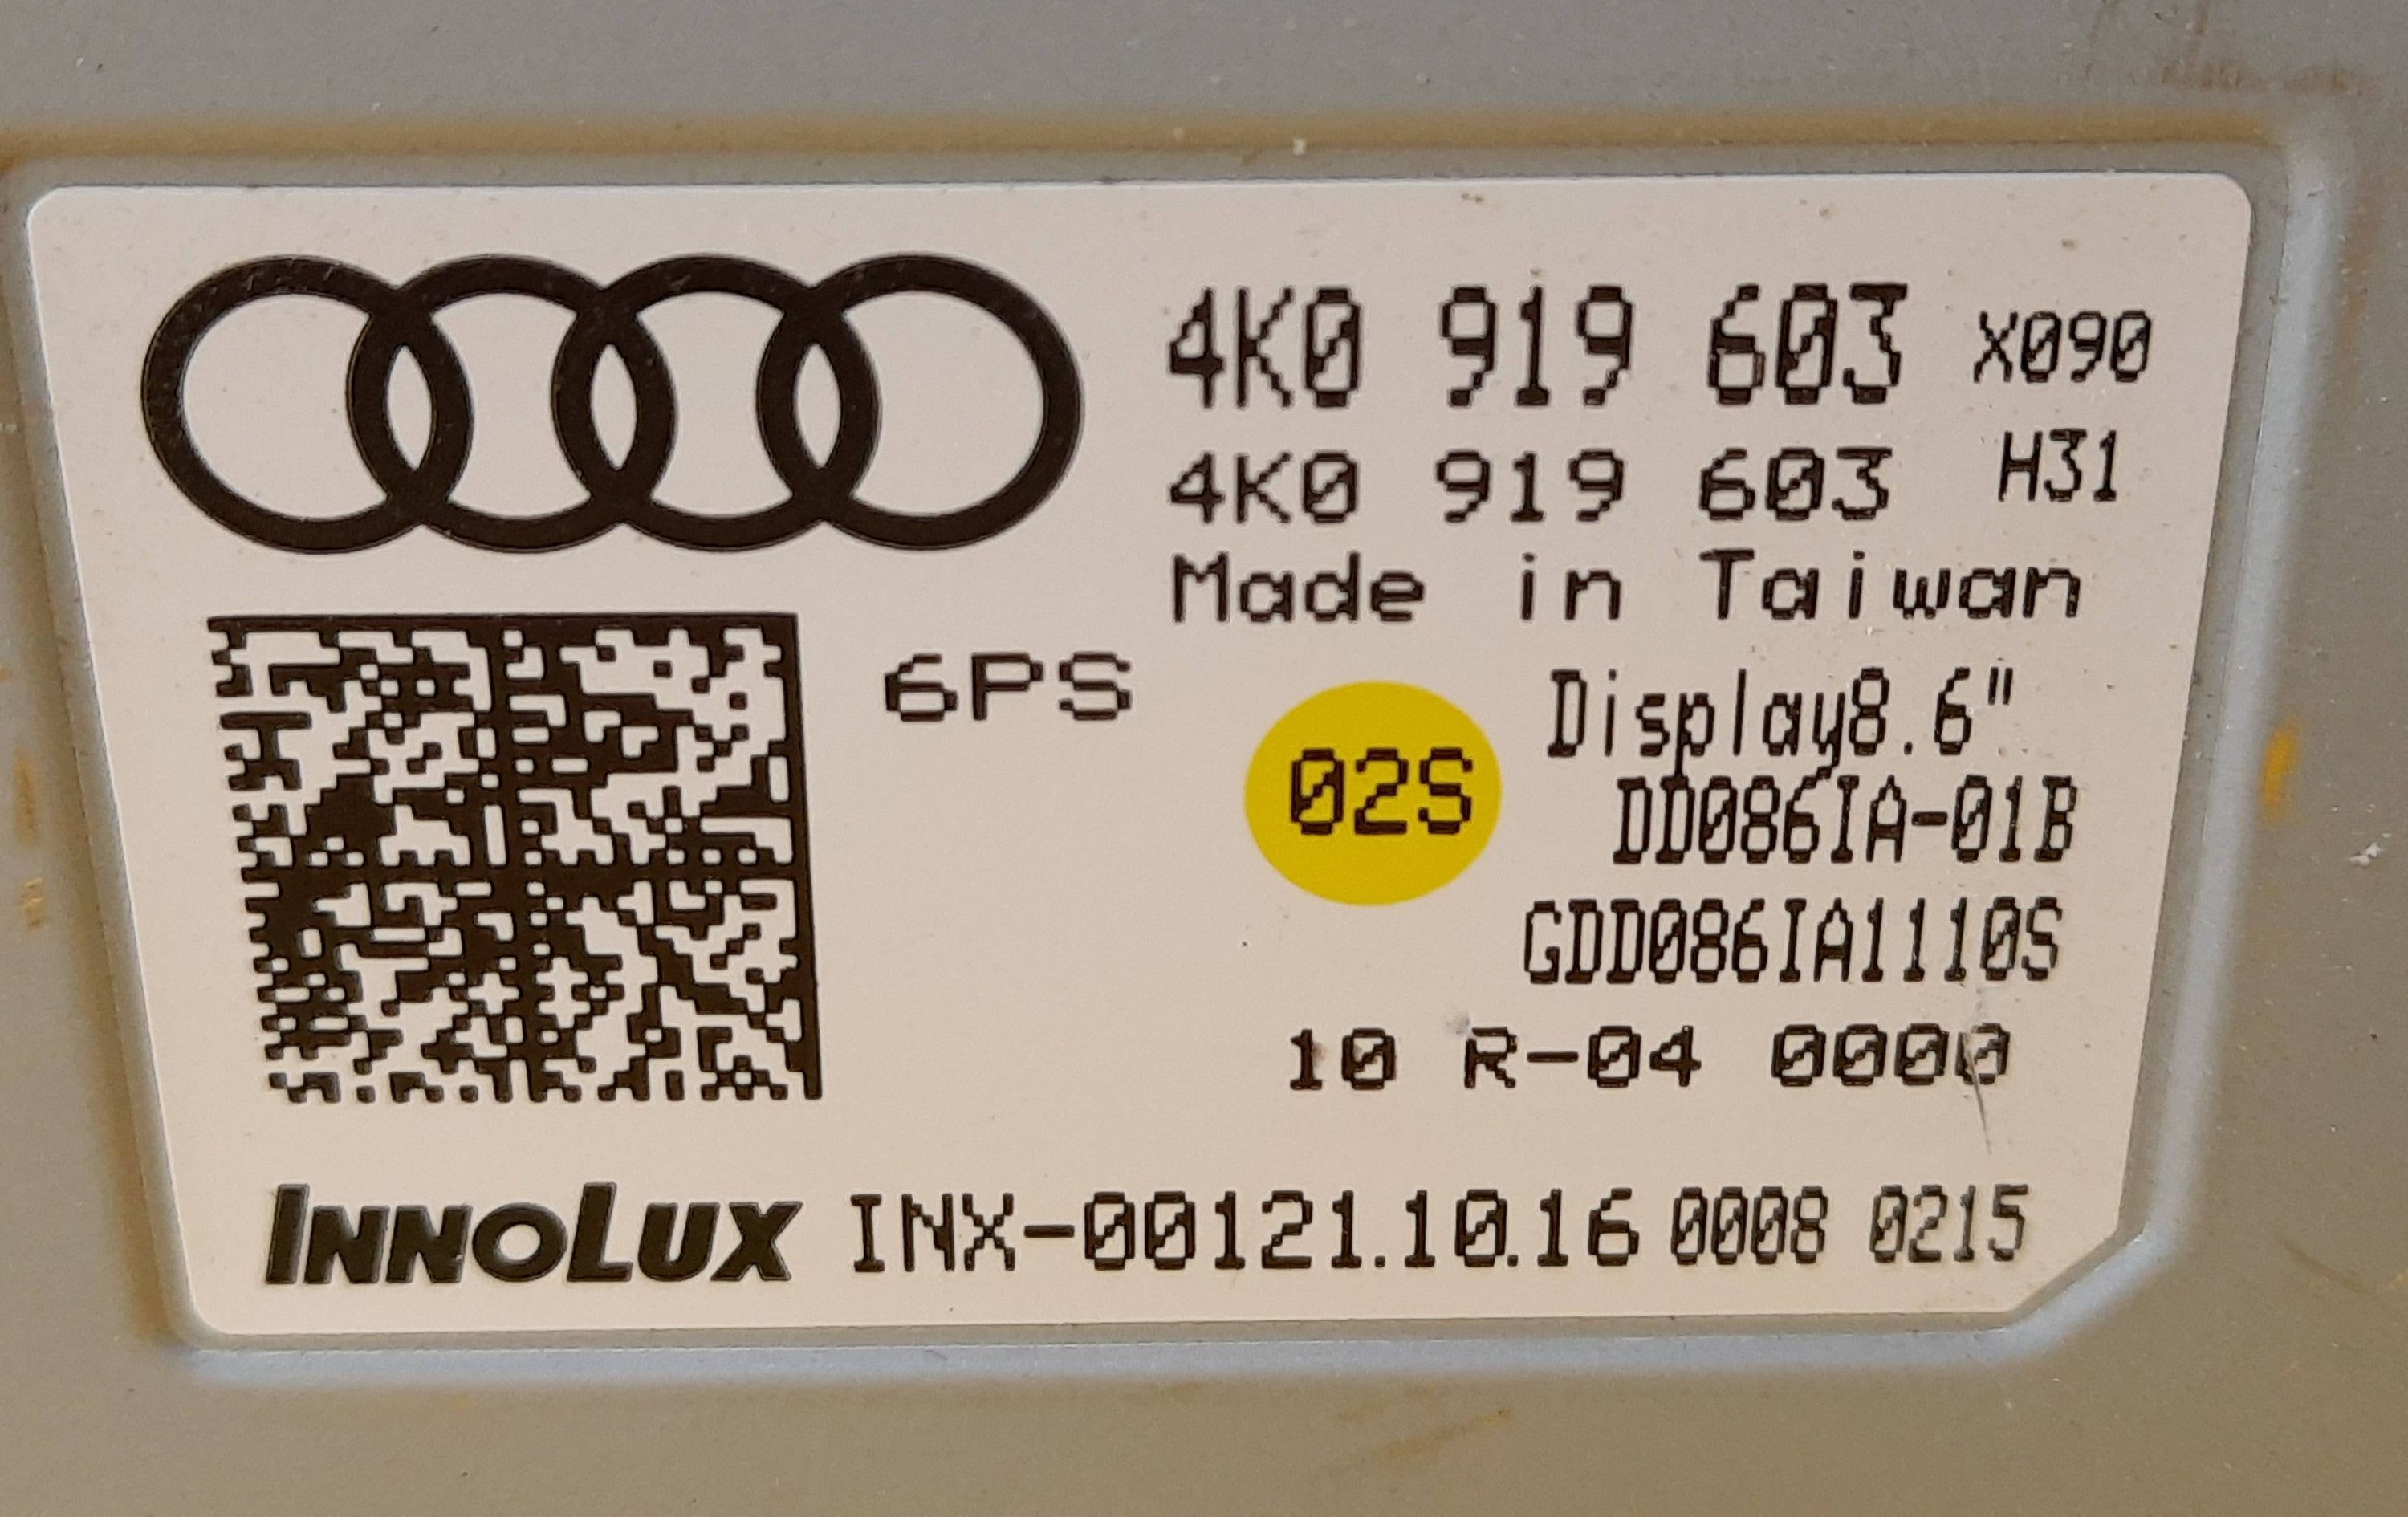 4K0 919 603 X090
4K0 919 603 H31
Made in Taiwan
6PS
02S
Display8.6"
DD086IA-01B
GDD086IA1110S
10 R-04 0000
INNOLUX INX-00121.10.16 0008 0215